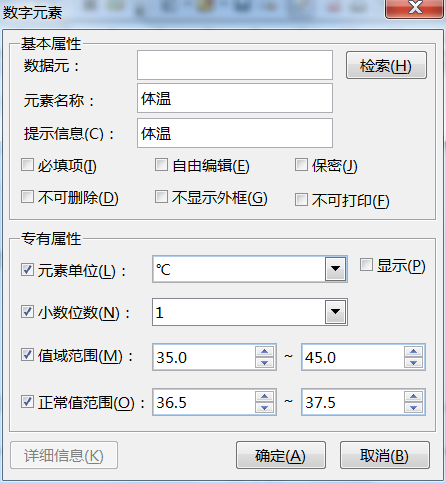 数字元素
基本属性
数据元： 检索(H)
元素名称： 体温
提示信息(C)： 体温
必填项(I) 自由编辑(E) 保密(J)
不可删除(D) 不显示外框(G) 不可打印(F)
专有属性
元素单位(L)： ℃ 显示(P)
小数位数(N)： 1
值域范围(M)： 35.0 ~ 45.0
正常值范围(O)： 36.5 ~ 37.5
详细信息(K) 确定(A) 取消(B)